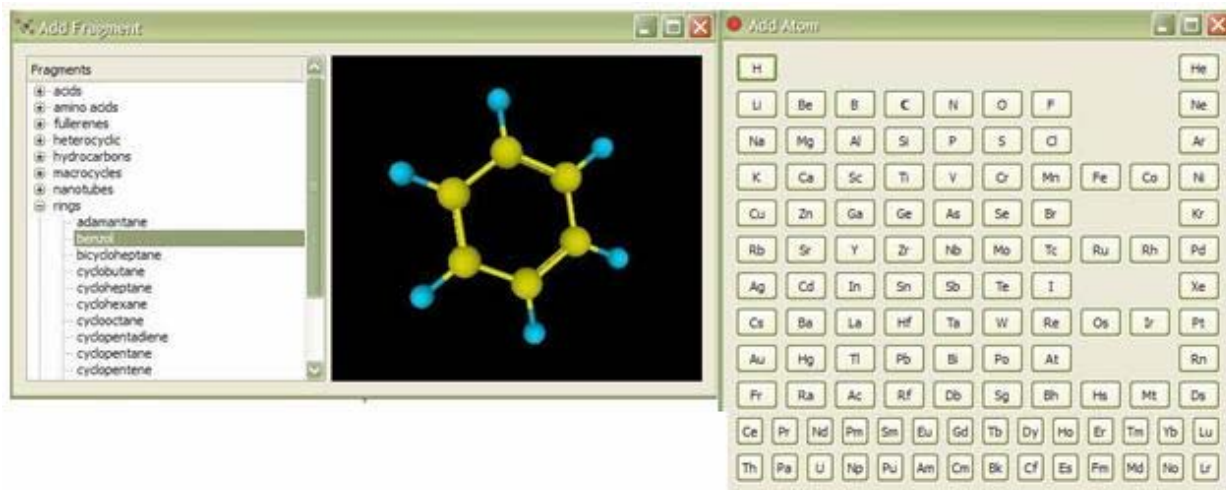 Add Fragment
Fragments
acids
amino acids
fullerenes
heterocyclic
hydrocarbons
macrocycles
nanotubes
rings
adamantane
benzol
bicycloheptane
cyclobutane
cycloheptane
cyclohexane
cyclooctane
cyclopentadiene
cyclopentane
cyclopentene
Add Atom
H He
Li Be B C N O F Ne
Na Mg Al Si P S Cl Ar
K Ca Sc Ti V Cr Mn Fe Co Ni
Cu Zn Ga Ge As Se Br Kr
Rb Sr Y Zr Nb Mo Tc Ru Rh Pd
Ag Cd In Sn Sb Te I Xe
Cs Ba La Hf Ta W Re Os Ir Pt
Au Hg Tl Pb Bi Po At Rn
Fr Ra Ac Rf Db Sg Bh Hs Mt Ds
Ce Pr Nd Pm Sm Eu Gd Tb Dy Ho Er Tm Yb Lu
Th Pa U Np Pu Am Cm Bk Cf Es Fm Md No Lr